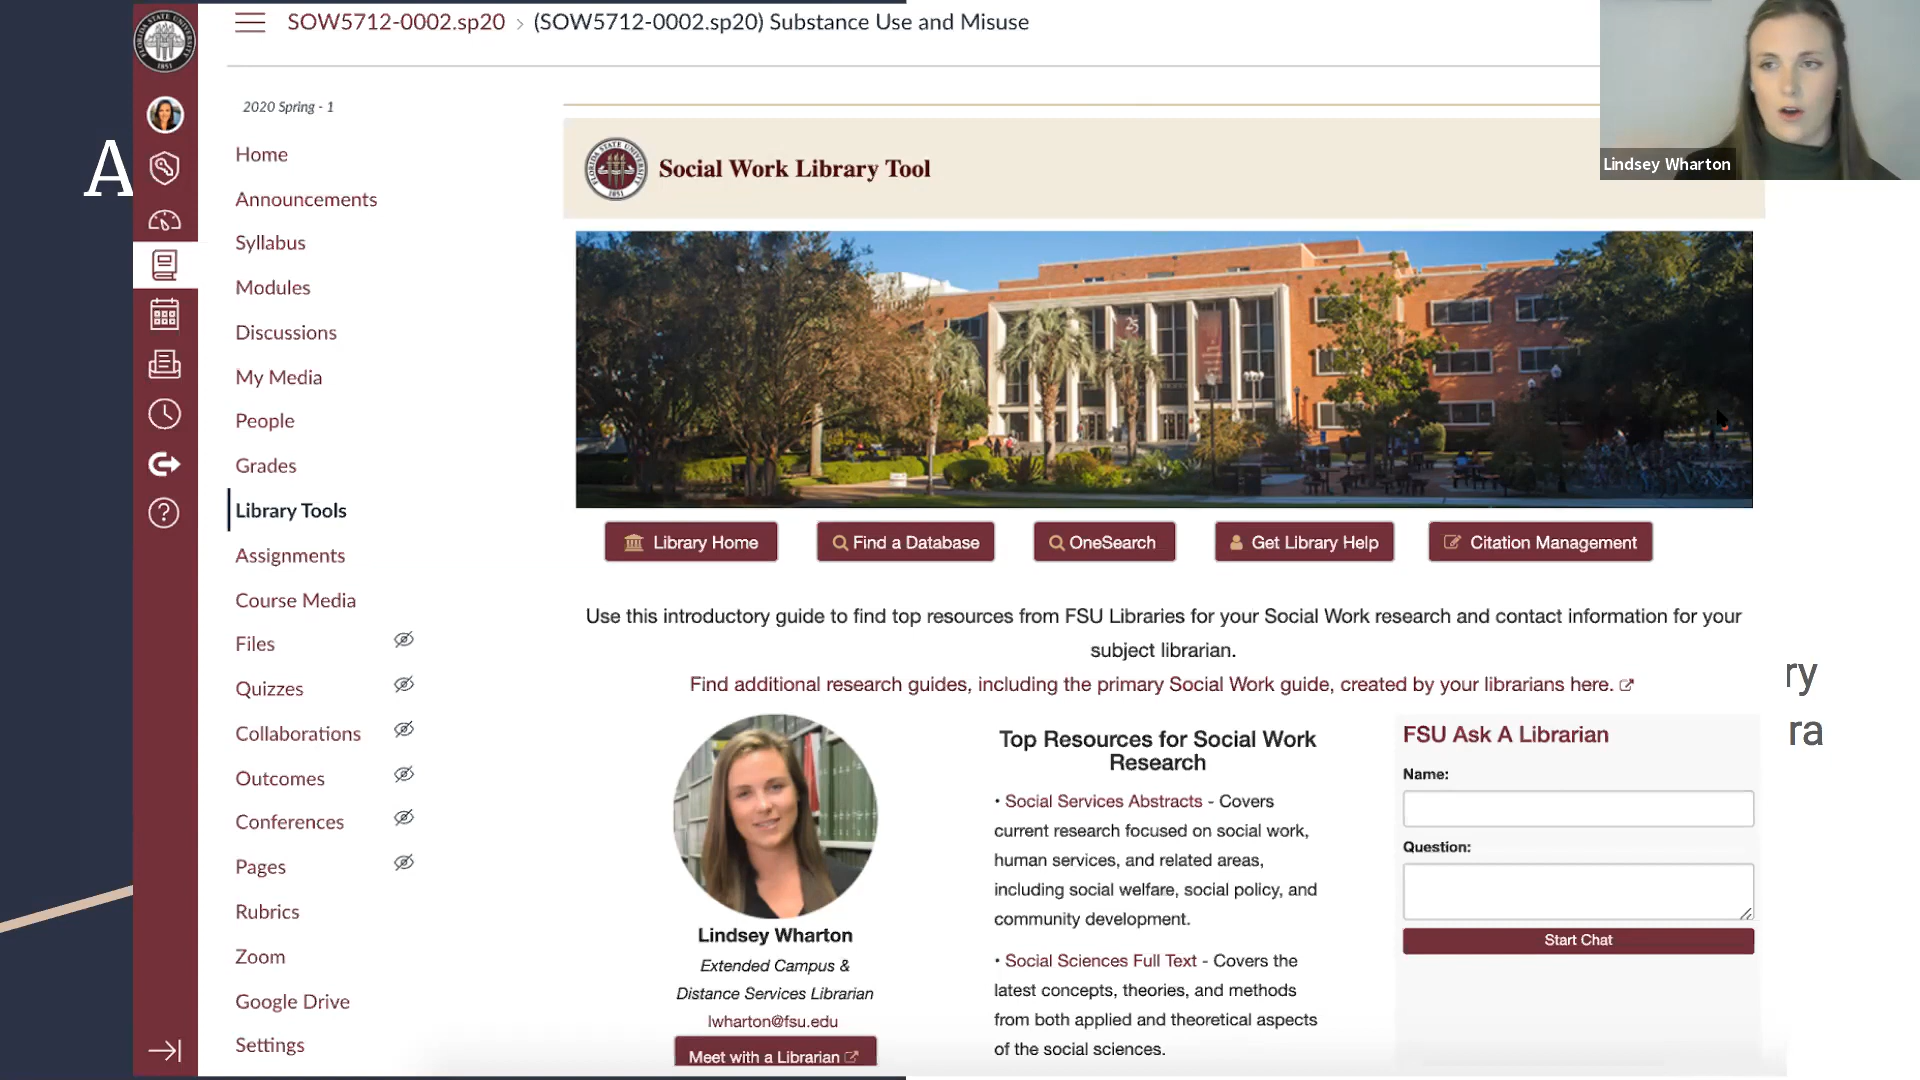 A
SOW5712-0002.sp20 > (SOW5712-0002.sp20) Substance Use and Misuse
2020 Spring - 1
Home
Announcements
Syllabus
Modules
Discussions
My Media
People
Grades
Library Tools
Assignments
Course Media
Files
Quizzes
Collaborations
Outcomes
Conferences
Pages
Rubrics
Zoom
Google Drive
Settings
FLORIDA STATE UNIVERSITY
1851
Social Work Library Tool
25
Library Home
Find a Database
OneSearch
Get Library Help
Citation Management
Use this introductory guide to find top resources from FSU Libraries for your Social Work research and contact information for your
subject librarian.
Find additional research guides, including the primary Social Work guide, created by your librarians here.
Lindsey Wharton
Extended Campus &
Distance Services Librarian
lwharton@fsu.edu
Meet with a Librarian
Top Resources for Social Work
Research
• Social Services Abstracts - Covers
current research focused on social work,
human services, and related areas,
including social welfare, social policy, and
community development.
• Social Sciences Full Text - Covers the
latest concepts, theories, and methods
from both applied and theoretical aspects
of the social sciences.
FSU Ask A Librarian
Name:
Question:
Start Chat
ry
ra
Lindsey Wharton